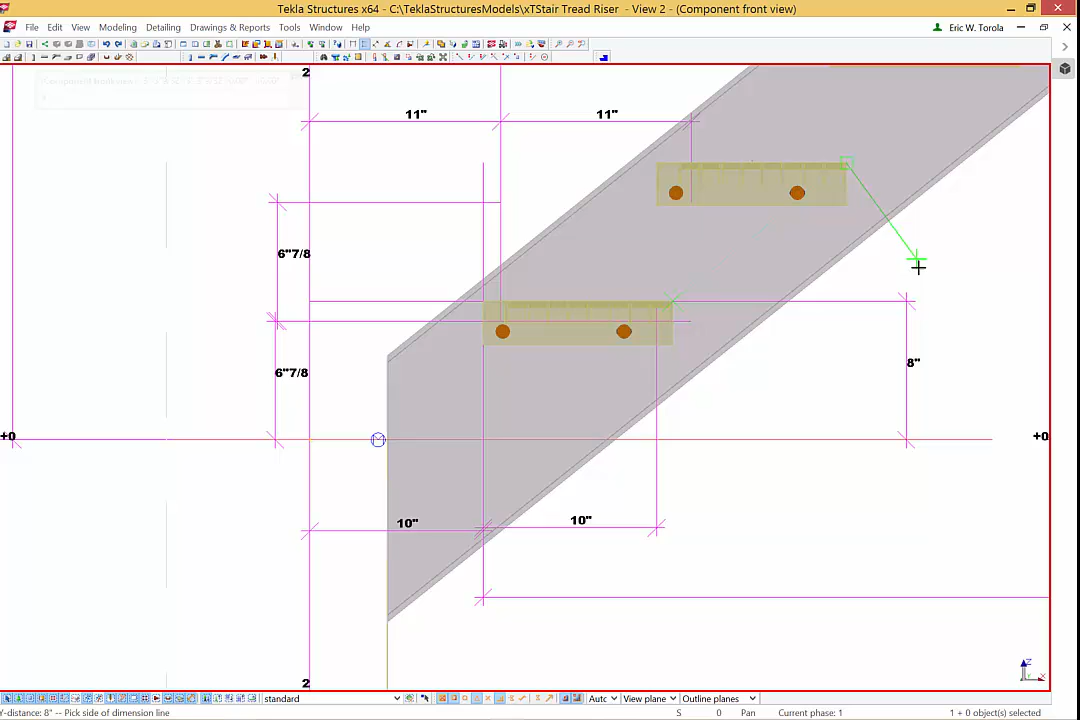 Tekla Structures x64 - C:\TeklaStructuresModels\xTStair Tread Riser - View 2 - (Component front view)
File Edit View Modeling Detailing Drawings & Reports Tools Window Help
Eric W. Torola
2
11" 11"
6"7/8
8"
6"7/8
+0 +0
10" 10"
2
standard Auto View plane Outline planes
Y-distance: 8" -- Pick side of dimension line S 0 Pan Current phase: 1 1 + 0 object(s) selected